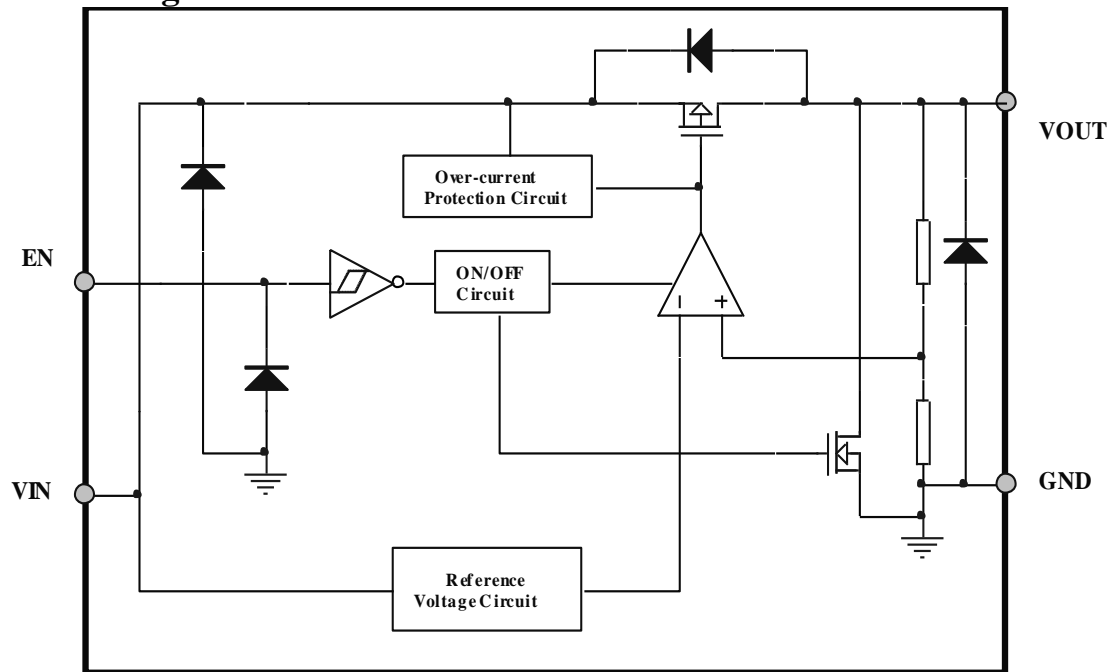 VOUT
Over-current
Protection Circuit
EN
ON/OFF
Circuit
VIN
GND
Reference
Voltage Circuit